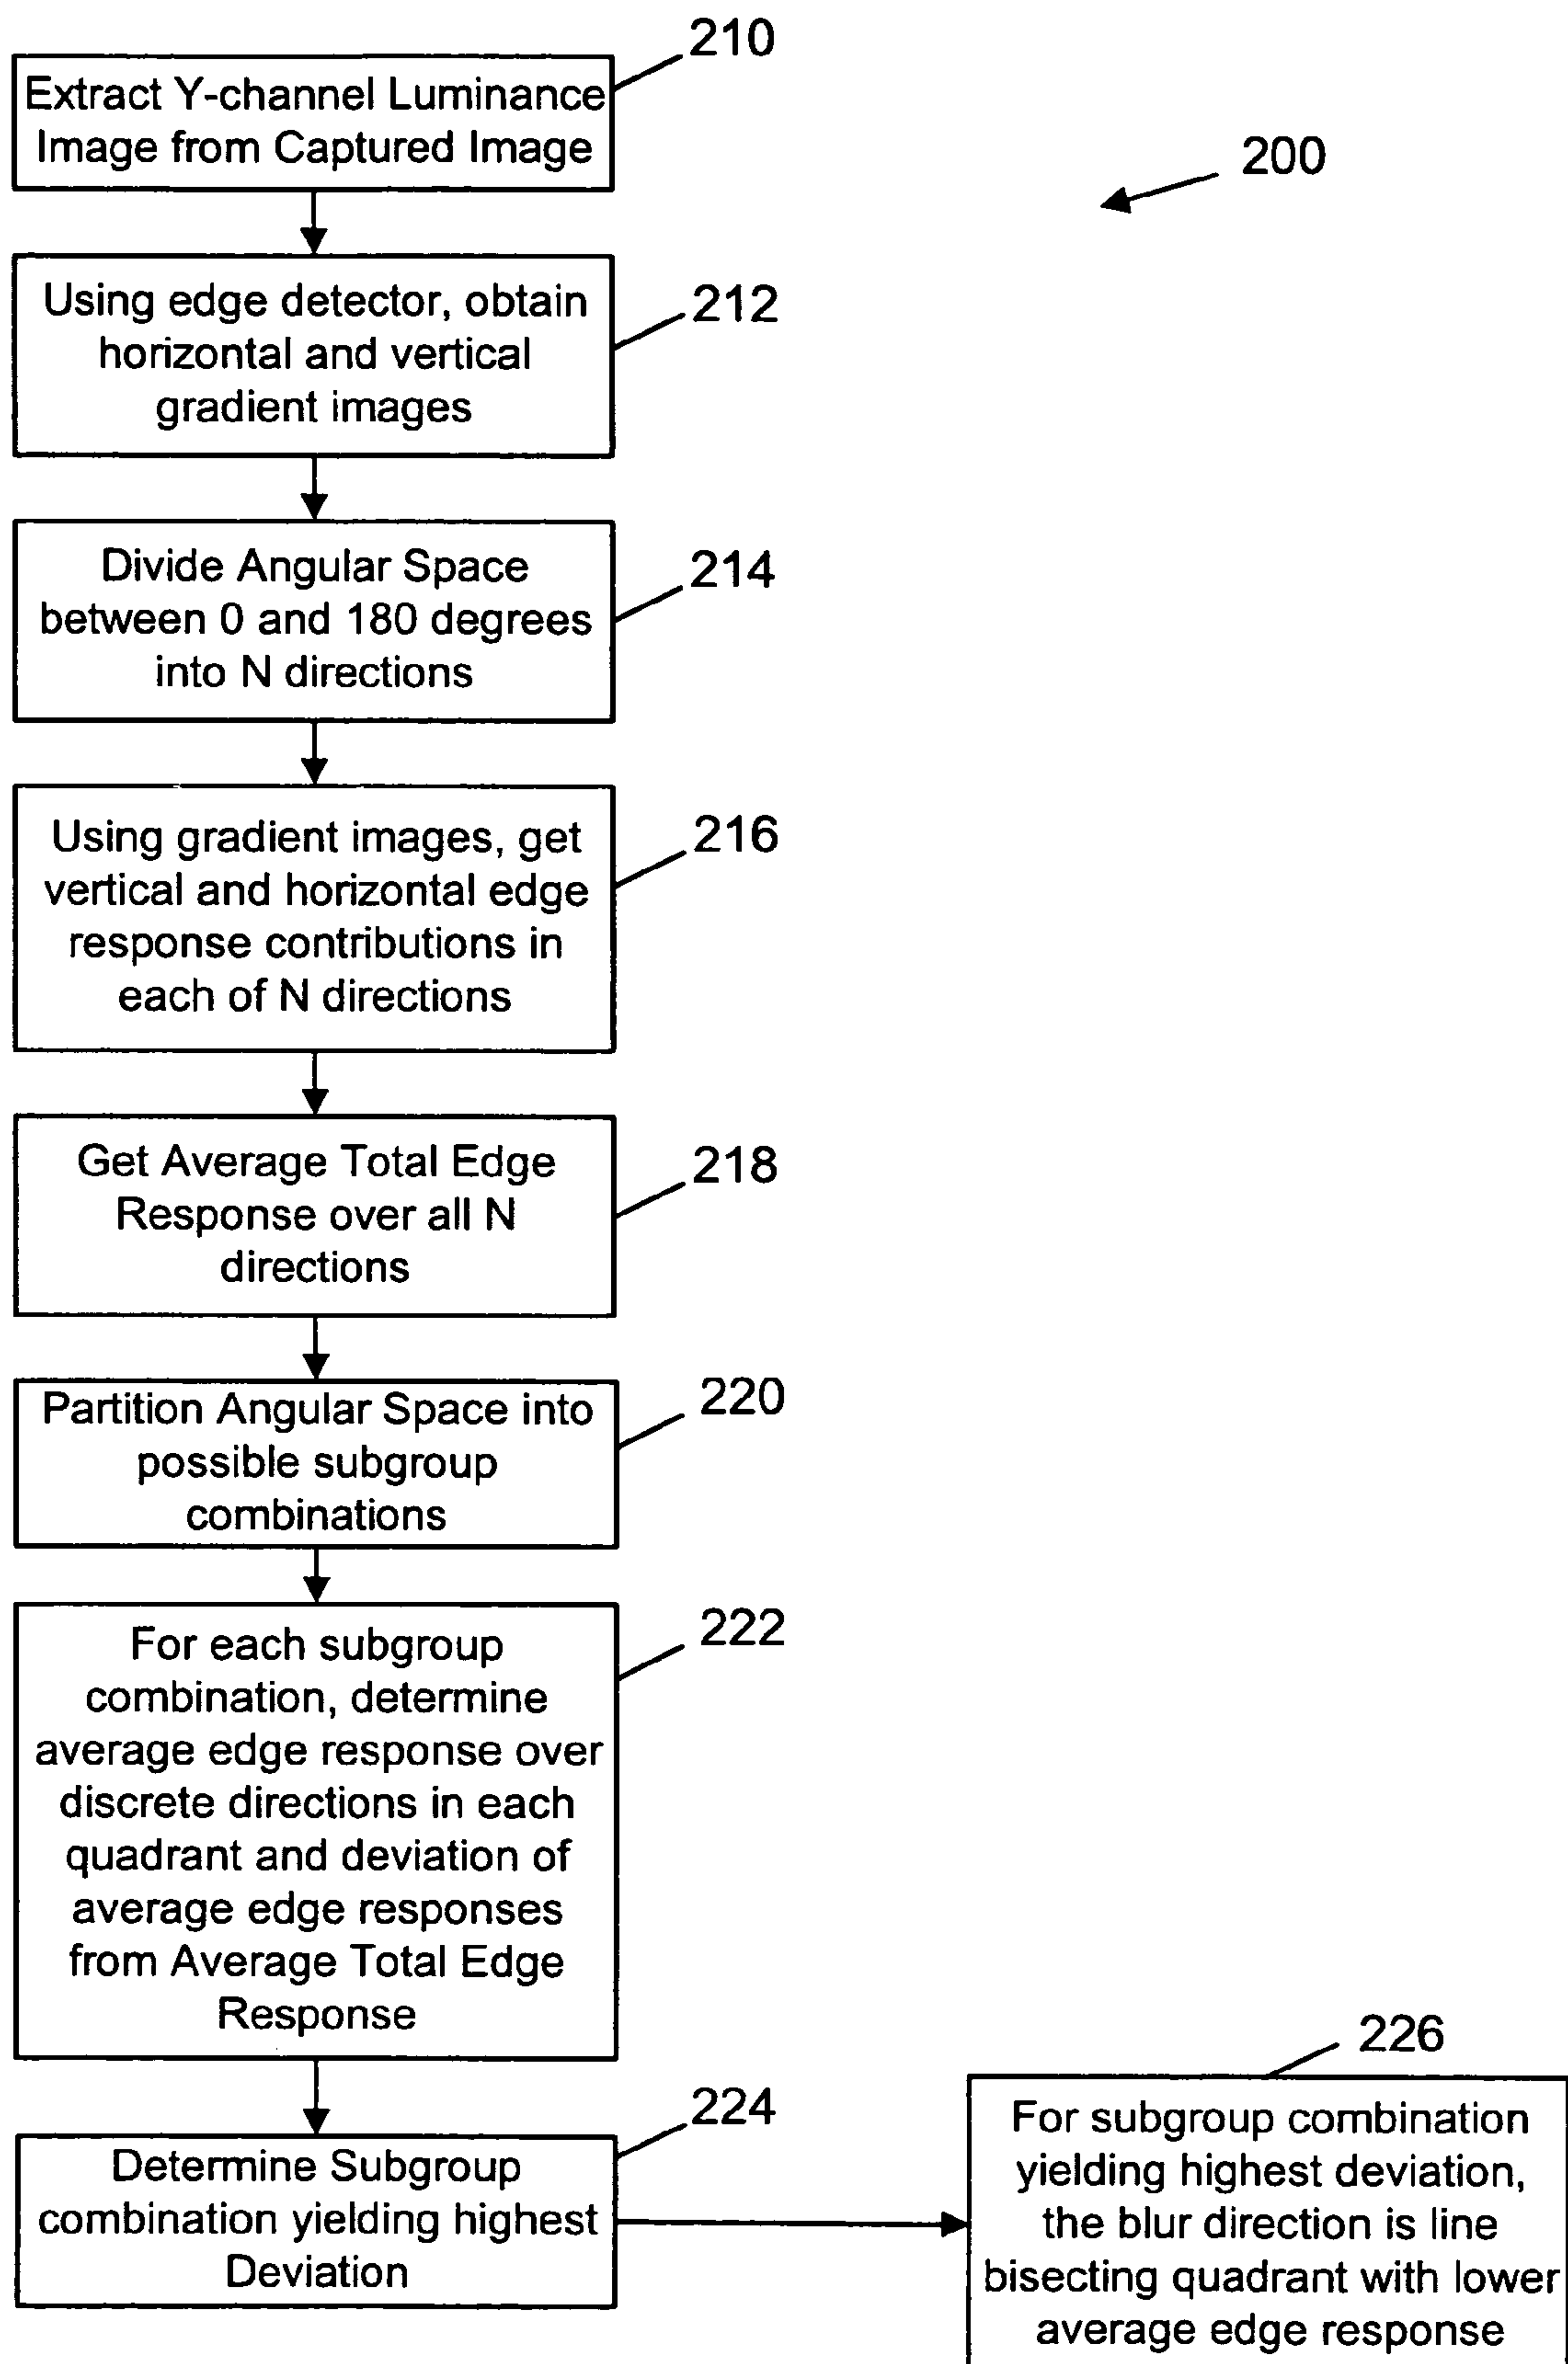 210
Extract Y-channel Luminance
Image from Captured Image
200
Using edge detector, obtain
horizontal and vertical
gradient images
212
Divide Angular Space
between 0 and 180 degrees
into N directions
214
Using gradient images, get
vertical and horizontal edge
response contributions in
each of N directions
216
Get Average Total Edge
Response over all N
directions
218
Partition Angular Space into
possible subgroup
combinations
220
For each subgroup
combination, determine
average edge response over
discrete directions in each
quadrant and deviation of
average edge responses
from Average Total Edge
Response
222
Determine Subgroup
combination yielding highest
Deviation
224
226
For subgroup combination
yielding highest deviation,
the blur direction is line
bisecting quadrant with lower
average edge response